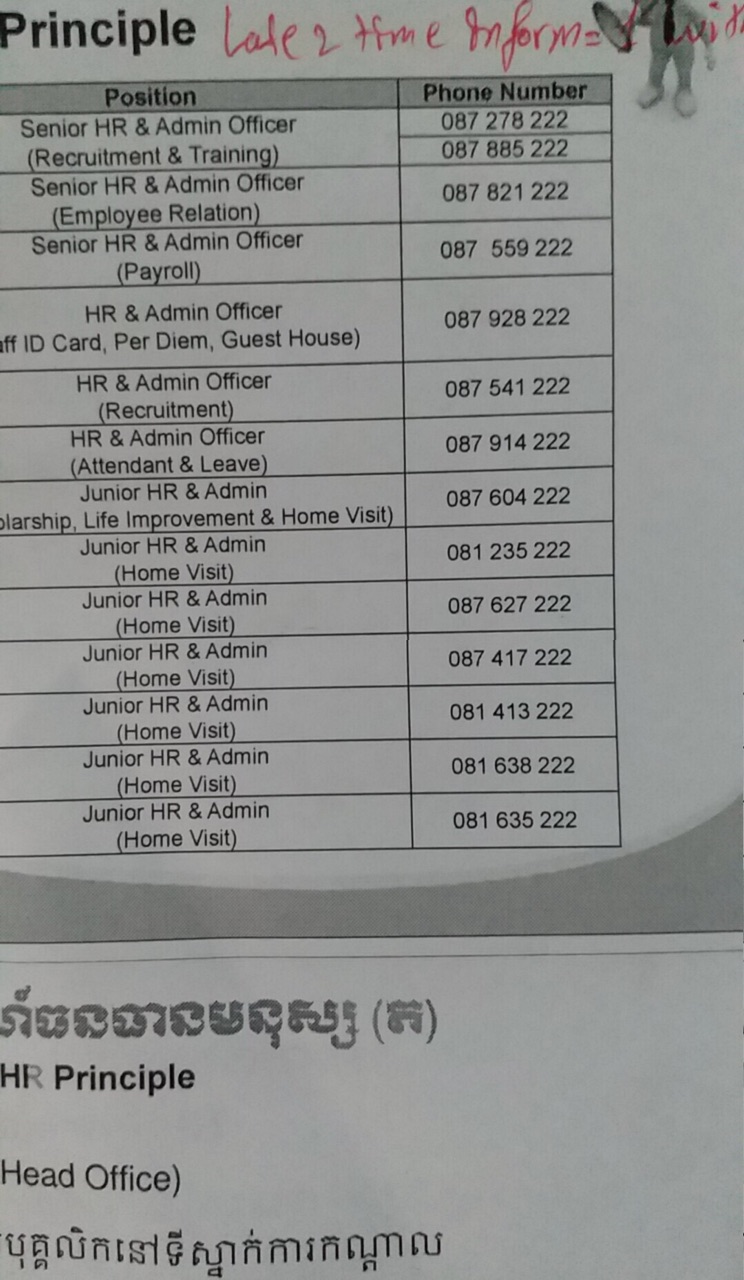 Principle Late 2 time Inform =
Position Phone Number
Senior HR & Admin Officer 087 278 222
(Recruitment & Training) 087 885 222
Senior HR & Admin Officer
(Employee Relation) 087 821 222
Senior HR & Admin Officer
(Payroll) 087 559 222
HR & Admin Officer
ff ID Card, Per Diem, Guest House) 087 928 222
HR & Admin Officer
(Recruitment) 087 541 222
HR & Admin Officer
(Attendant & Leave) 087 914 222
Junior HR & Admin
larship, Life Improvement & Home Visit) 087 604 222
Junior HR & Admin
(Home Visit) 081 235 222
Junior HR & Admin
(Home Visit) 087 627 222
Junior HR & Admin
(Home Visit) 087 417 222
Junior HR & Admin
(Home Visit) 081 413 222
Junior HR & Admin
(Home Visit) 081 638 222
Junior HR & Admin
(Home Visit) 081 635 222
ធនធានមនុស្ស (ត)
HR Principle
Head Office)
បុគ្គលិកនៅទីស្នាក់ការកណ្តាល